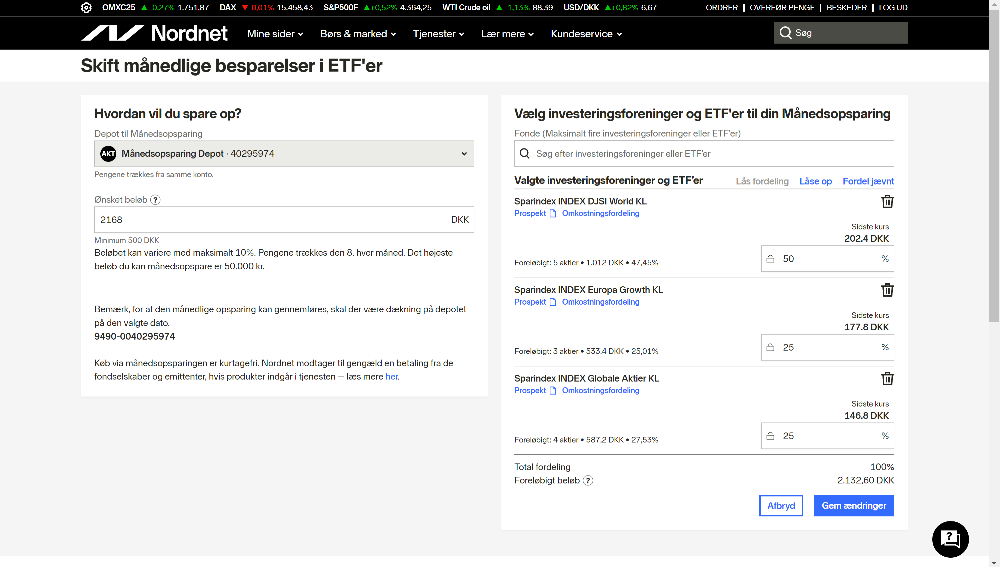 OMXC25 ▲+0,27% 1.751,87 DAX ▼-0,01% 15.458,43 S&P500F ▲+0,52% 4.364,25 WTI Crude oil ▲+1,13% 88,39 USD/DKK ▲+0,82% 6,67 ORDRER | OVERFØR PENGE | BESKEDER | LOG UD
Nordnet Mine sider Børs & marked Tjenester Lær mere Kundeservice Søg
Skift månedlige besparelser i ETF'er
Hvordan vil du spare op?
Depot til Månedsopsparing
AKT Månedsopsparing Depot · 40295974
Pengene trækkes fra samme konto.
Ønsket beløb ?
2168 DKK
Minimum 500 DKK
Beløbet kan variere med maksimalt 10%. Pengene trækkes den 8. hver måned. Det højeste
beløb du kan månedsopspare er 50.000 kr.
Bemærk, for at den månedlige opsparing kan gennemføres, skal der være dækning på depotet
på den valgte dato.
9490-0040295974
Køb via månedsopsparingen er kurtagefri. Nordnet modtager til gengæld en betaling fra de
fondselskaber og emittenter, hvis produkter indgår i tjenesten – læs mere her.
Vælg investeringsforeninger og ETF'er til din Månedsopsparing
Fonde (Maksimalt fire investeringsforeninger eller ETF’er)
Søg efter investeringsforeninger eller ETF’er
Valgte investeringsforeninger og ETF’er Lås fordeling Låse op Fordel jævnt
Sparindex INDEX DJSI World KL
Prospekt Omkostningsfordeling
Sidste kurs
202.4 DKK
Foreløbigt: 5 aktier • 1.012 DKK • 47,45% 50 %
Sparindex INDEX Europa Growth KL
Prospekt Omkostningsfordeling
Sidste kurs
177.8 DKK
Foreløbigt: 3 aktier • 533,4 DKK • 25,01% 25 %
Sparindex INDEX Globale Aktier KL
Prospekt Omkostningsfordeling
Sidste kurs
146.8 DKK
Foreløbigt: 4 aktier • 587,2 DKK • 27,53% 25 %
Total fordeling 100%
Foreløbigt beløb ? 2.132,60 DKK
Afbryd Gem ændringer
?